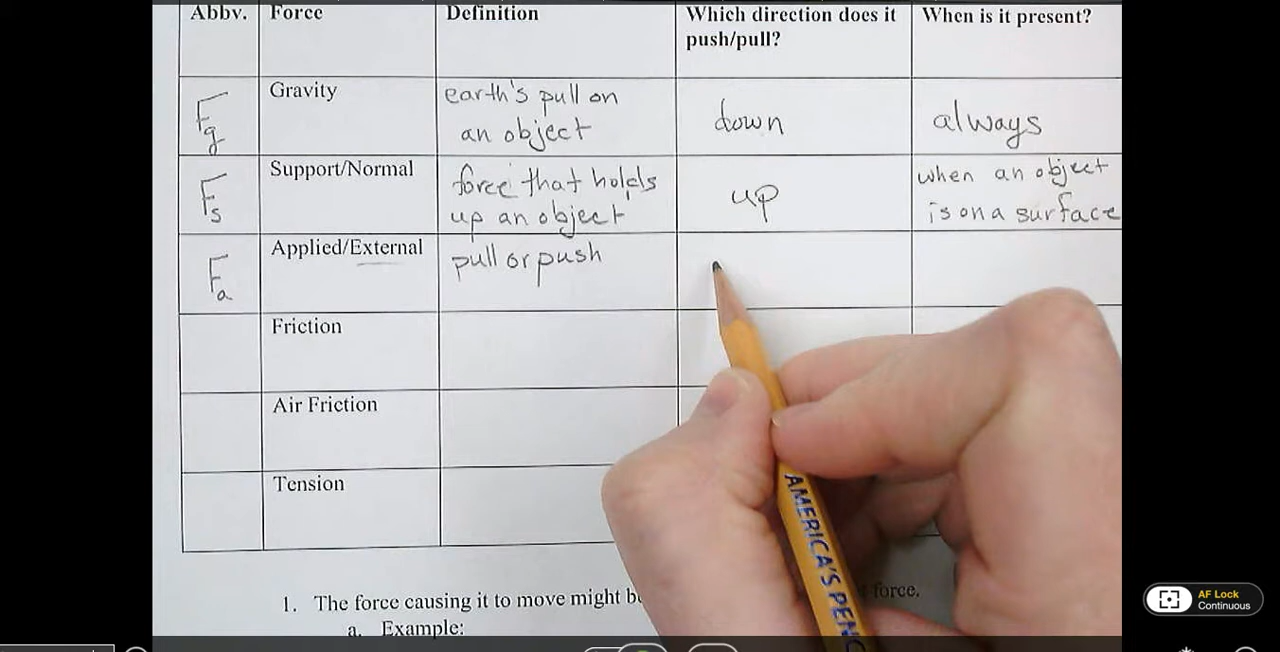 Abbv. Force Definition Which direction does it When is it present?
push/pull?
Gravity earth's pull on
Fg an object down always
Support/Normal force that holds when an object
Fs up an object up is on a surface
Applied/External pull or push
Fa
Friction
Air Friction
Tension
1. The force causing it to move might force.
a. Example:
AMERICA'S PENC
AF Lock
Continuous